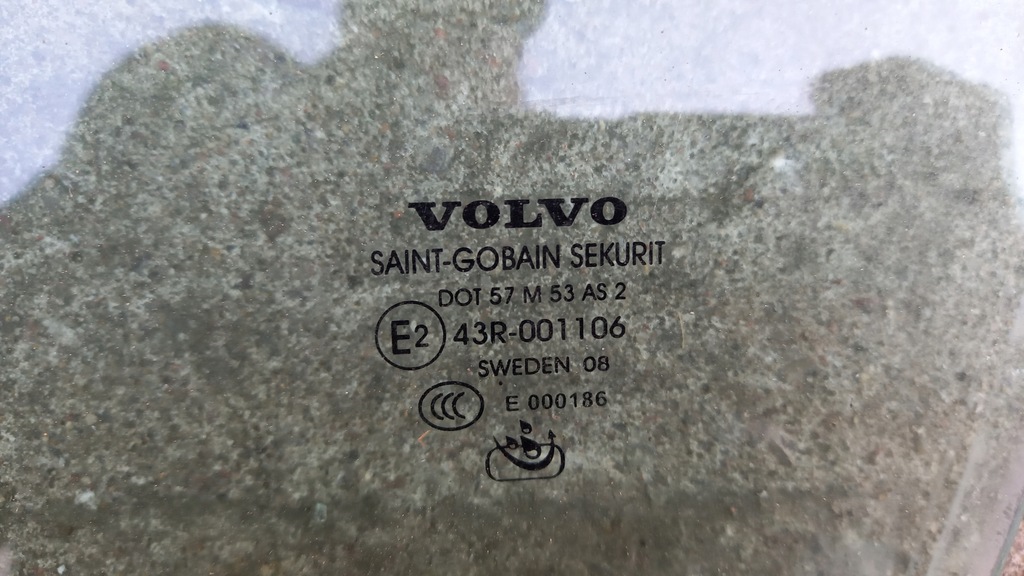 VOLVO
SAINT-GOBAIN SEKURIT
DOT 57 M 53 AS 2
E2 43R-001106
SWEDEN 08
CCC E 000186